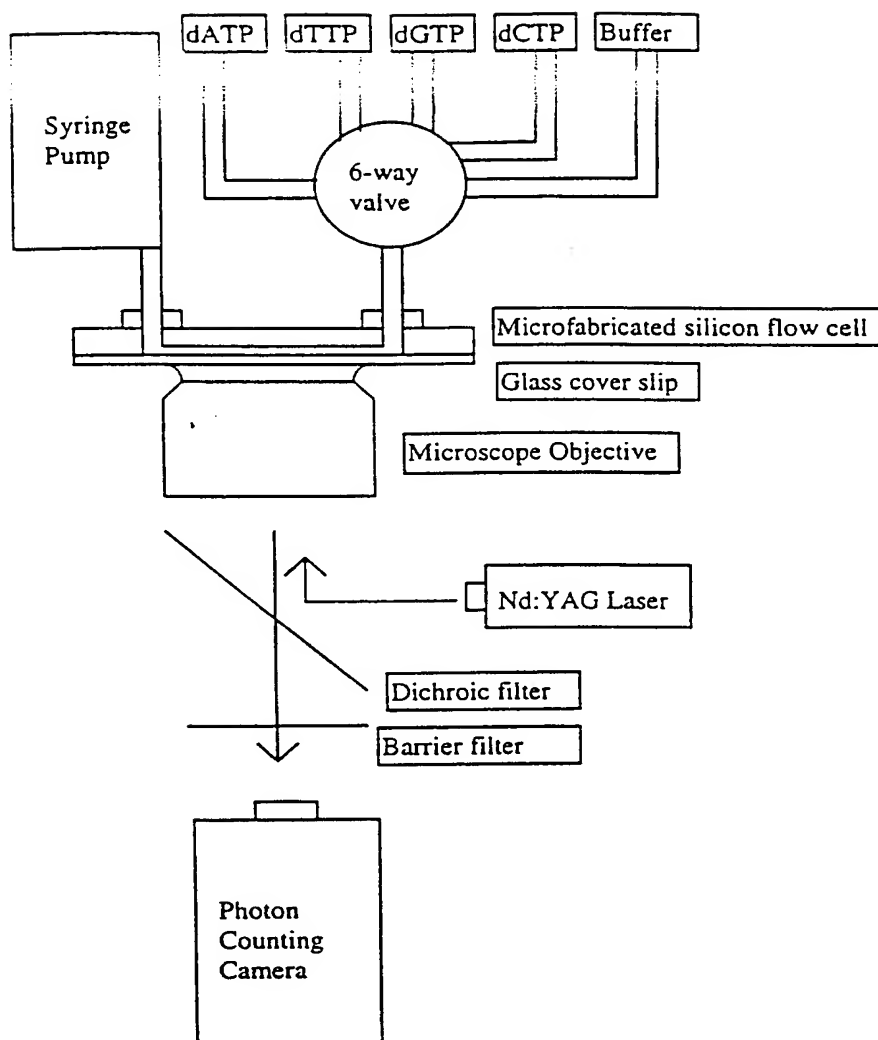 dATP dTTP dGTP dCTP Buffer
Syringe
Pump
6-way
valve
Microfabricated silicon flow cell
Glass cover slip
Microscope Objective
Nd:YAG Laser
Dichroic filter
Barrier filter
Photon
Counting
Camera